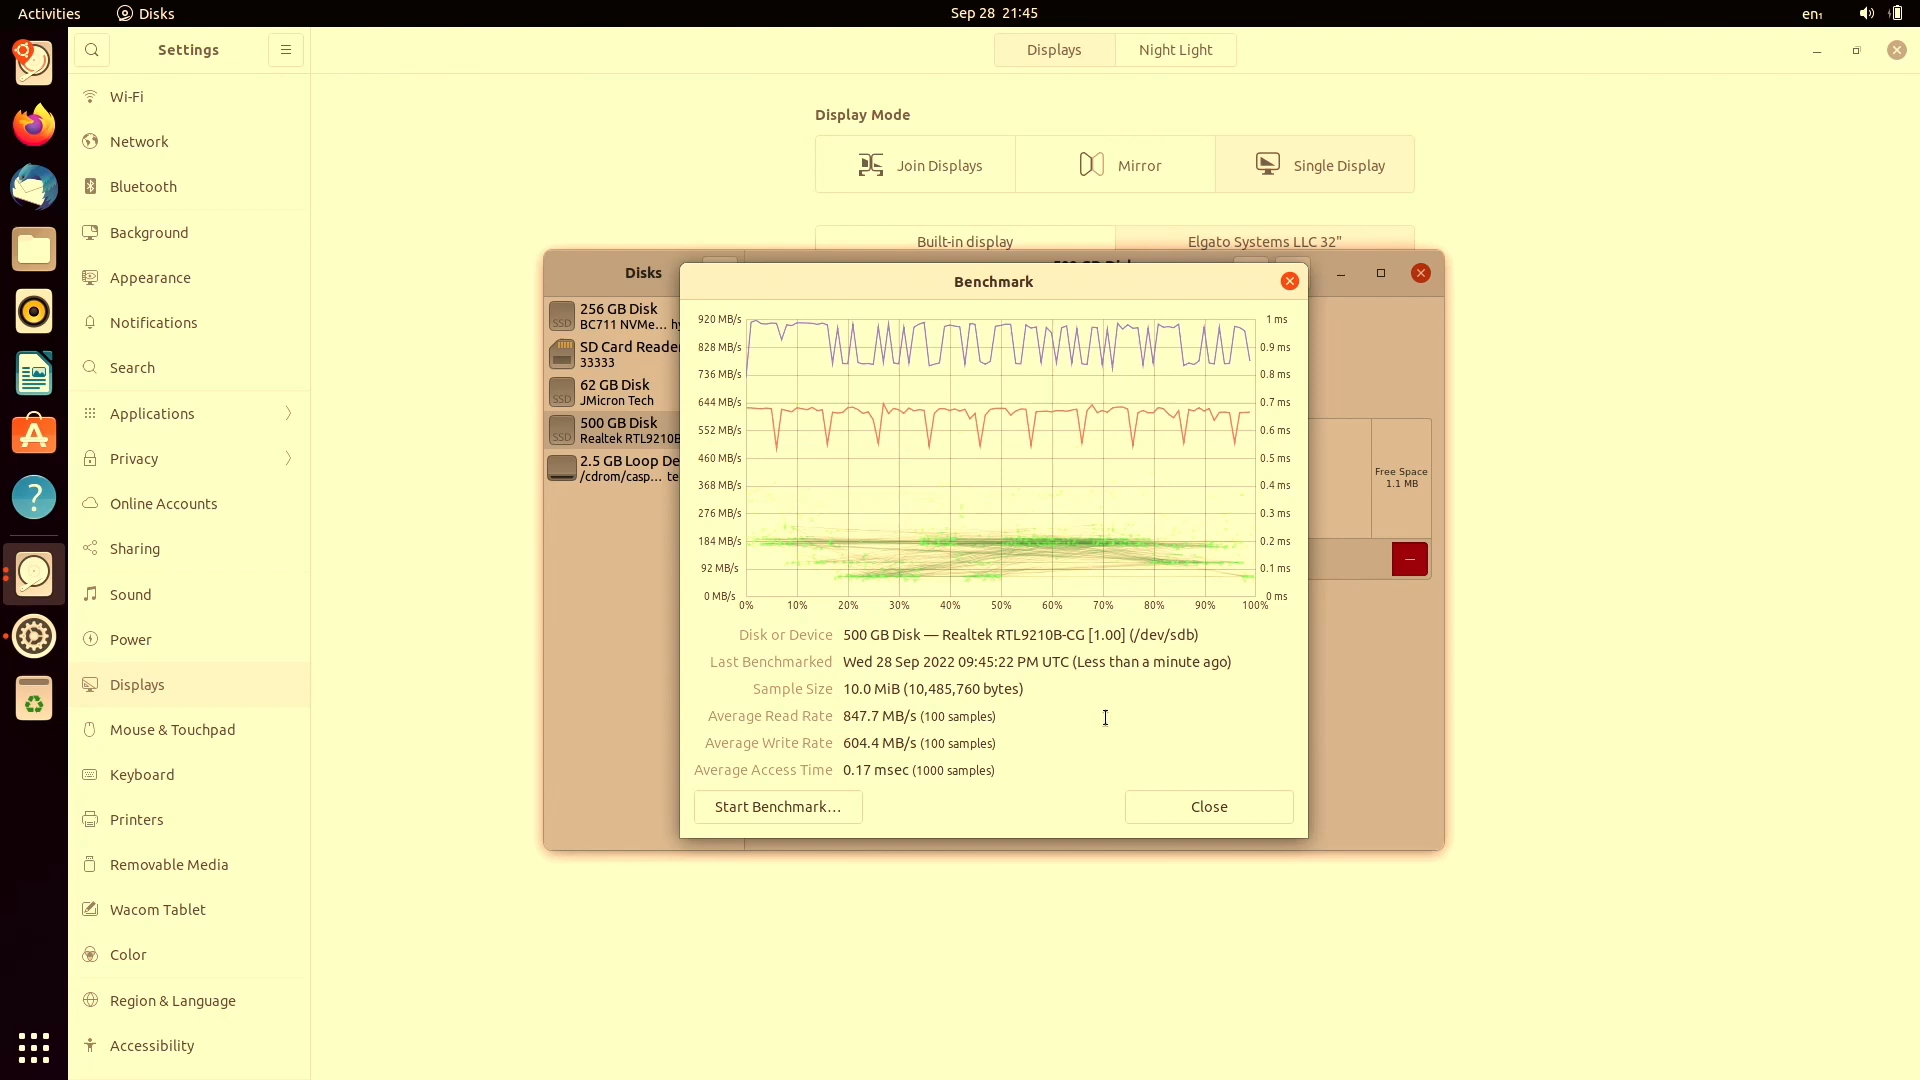 Activities
Disks
Sep 28 21:45
en₁
Settings
Displays
Night Light
Wi-Fi
Network
Bluetooth
Background
Appearance
Notifications
Search
Applications
Privacy
Online Accounts
Sharing
Sound
Power
Displays
Mouse & Touchpad
Keyboard
Printers
Removable Media
Wacom Tablet
Color
Region & Language
Accessibility
Display Mode
Join Displays
Mirror
Single Display
Built-in display
Elgato Systems LLC 32"
Disks
SSD
256 GB Disk
BC711 NVMe...
SD Card Reade
33333
SSD
62 GB Disk
JMicron Tech
SSD
500 GB Disk
Realtek RTL9210B
2.5 GB Loop De
/cdrom/casp... te
Free Space
1.1 MB
Benchmark
920 MB/s
828 MB/s
736 MB/s
644 MB/s
552 MB/s
460 MB/s
368 MB/s
276 MB/s
184 MB/s
92 MB/s
0 MB/s
1 ms
0.9 ms
0.8 ms
0.7 ms
0.6 ms
0.5 ms
0.4 ms
0.3 ms
0.2 ms
0.1 ms
0 ms
0% 10% 20% 30% 40% 50% 60% 70% 80% 90% 100%
Disk or Device 500 GB Disk — Realtek RTL9210B-CG [1.00] (/dev/sdb)
Last Benchmarked Wed 28 Sep 2022 09:45:22 PM UTC (Less than a minute ago)
Sample Size 10.0 MiB (10,485,760 bytes)
Average Read Rate 847.7 MB/s (100 samples)
Average Write Rate 604.4 MB/s (100 samples)
Average Access Time 0.17 msec (1000 samples)
Start Benchmark...
Close